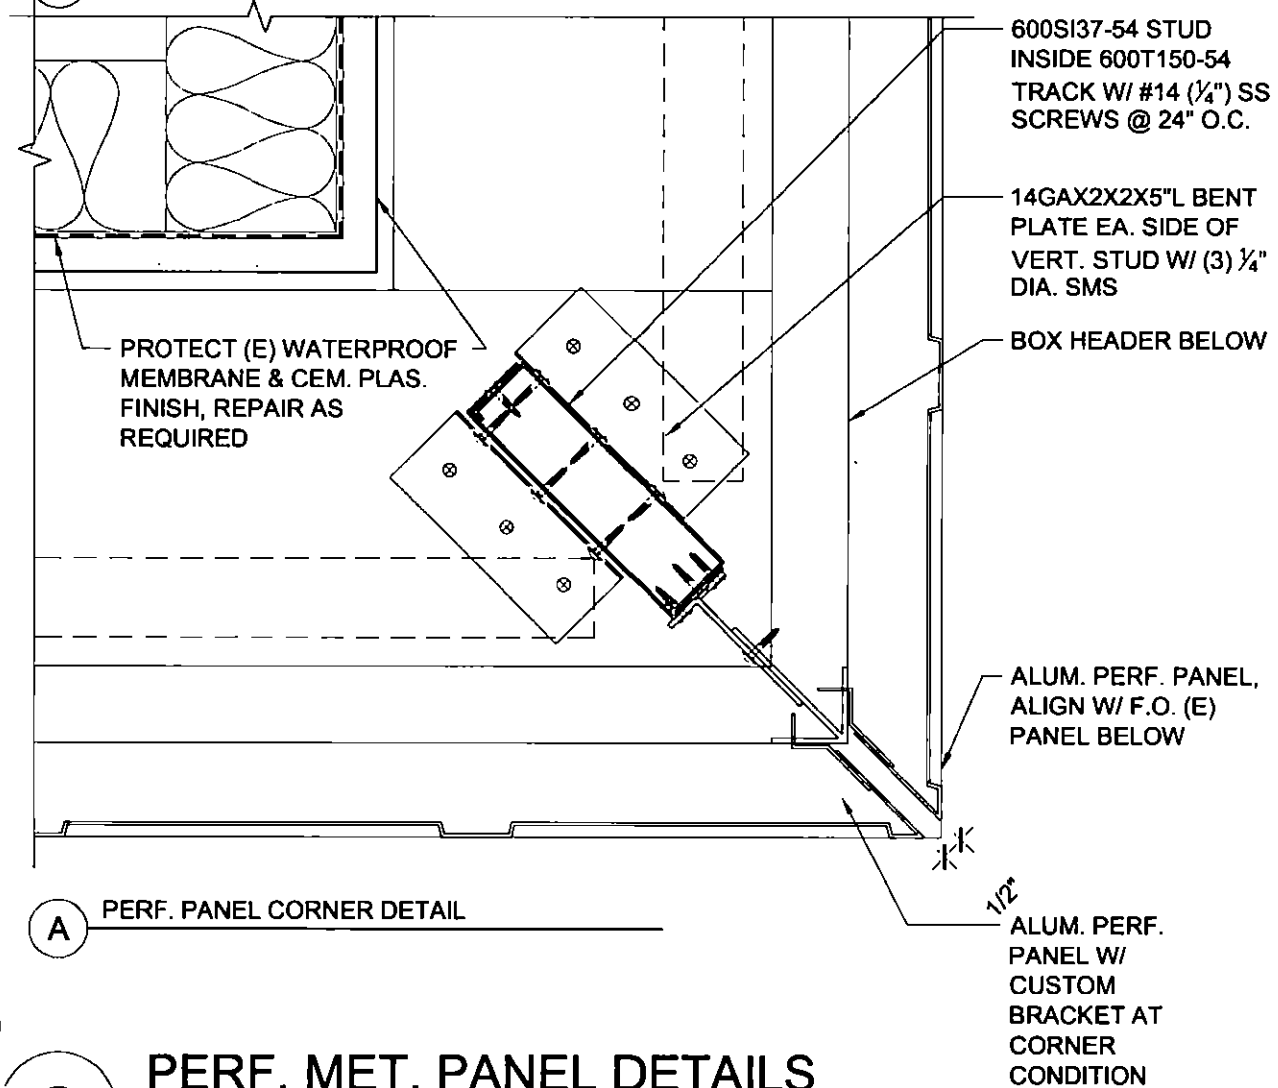 600SI37-54 STUD
INSIDE 600T150-54
TRACK W/ #14 (¼") SS
SCREWS @ 24" O.C.
14GAX2X2X5"L BENT
PLATE EA. SIDE OF
VERT. STUD W/ (3) ¼"
DIA. SMS
BOX HEADER BELOW
PROTECT (E) WATERPROOF
MEMBRANE & CEM. PLAS.
FINISH, REPAIR AS
REQUIRED
ALUM. PERF. PANEL,
ALIGN W/ F.O. (E)
PANEL BELOW
1/2"
ALUM. PERF.
PANEL W/
CUSTOM
BRACKET AT
CORNER
CONDITION
A
PERF. PANEL CORNER DETAIL
PERF. MET. PANEL DETAILS